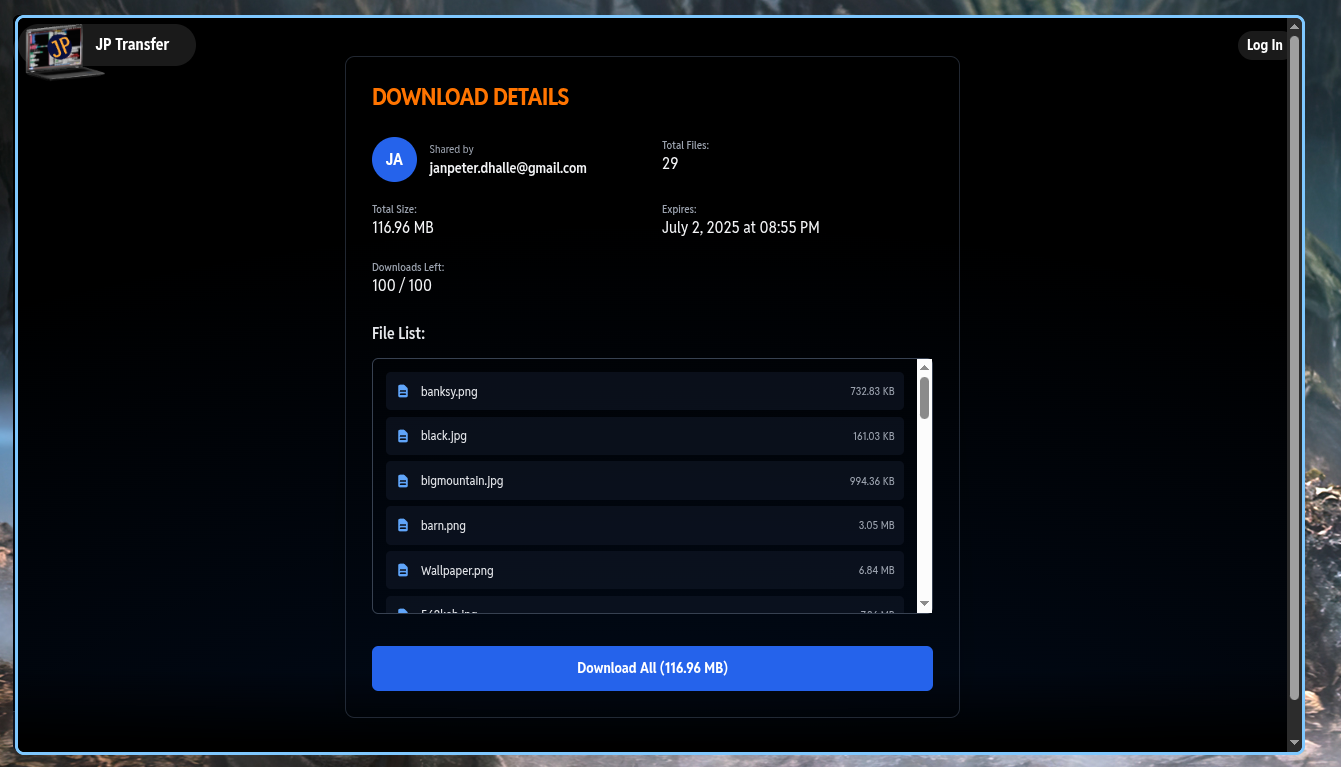 JP
JP Transfer
Log In
DOWNLOAD DETAILS
JA
Shared by
janpeter.dhalle@gmail.com
Total Files:
29
Total Size:
116.96 MB
Expires:
July 2, 2025 at 08:55 PM
Downloads Left:
100 / 100
File List:
banksy.png
732.83 KB
black.jpg
161.03 KB
bigmountain.jpg
994.36 KB
barn.png
3.05 MB
Wallpaper.png
6.84 MB
Download All (116.96 MB)